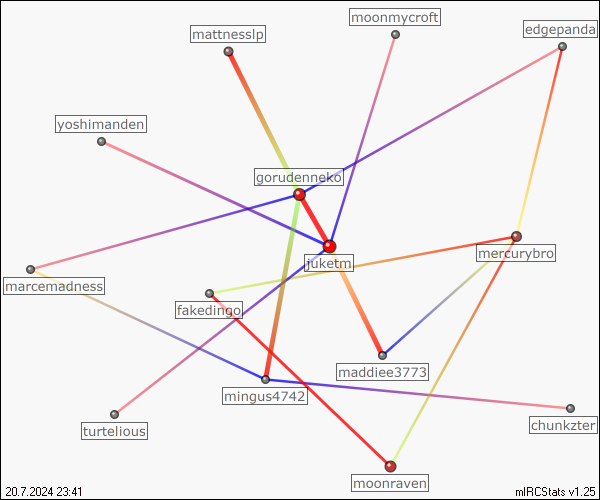 moonmycroft
edgepanda
mattnesslp
yoshimanden
gorudenneko
mercurybro
juketm
marcemadness
fakedingo
maddiee3773
mingus4742
chunkzter
turtelious
moonraven
20.7.2024 23:41
mIRCStats v1.25